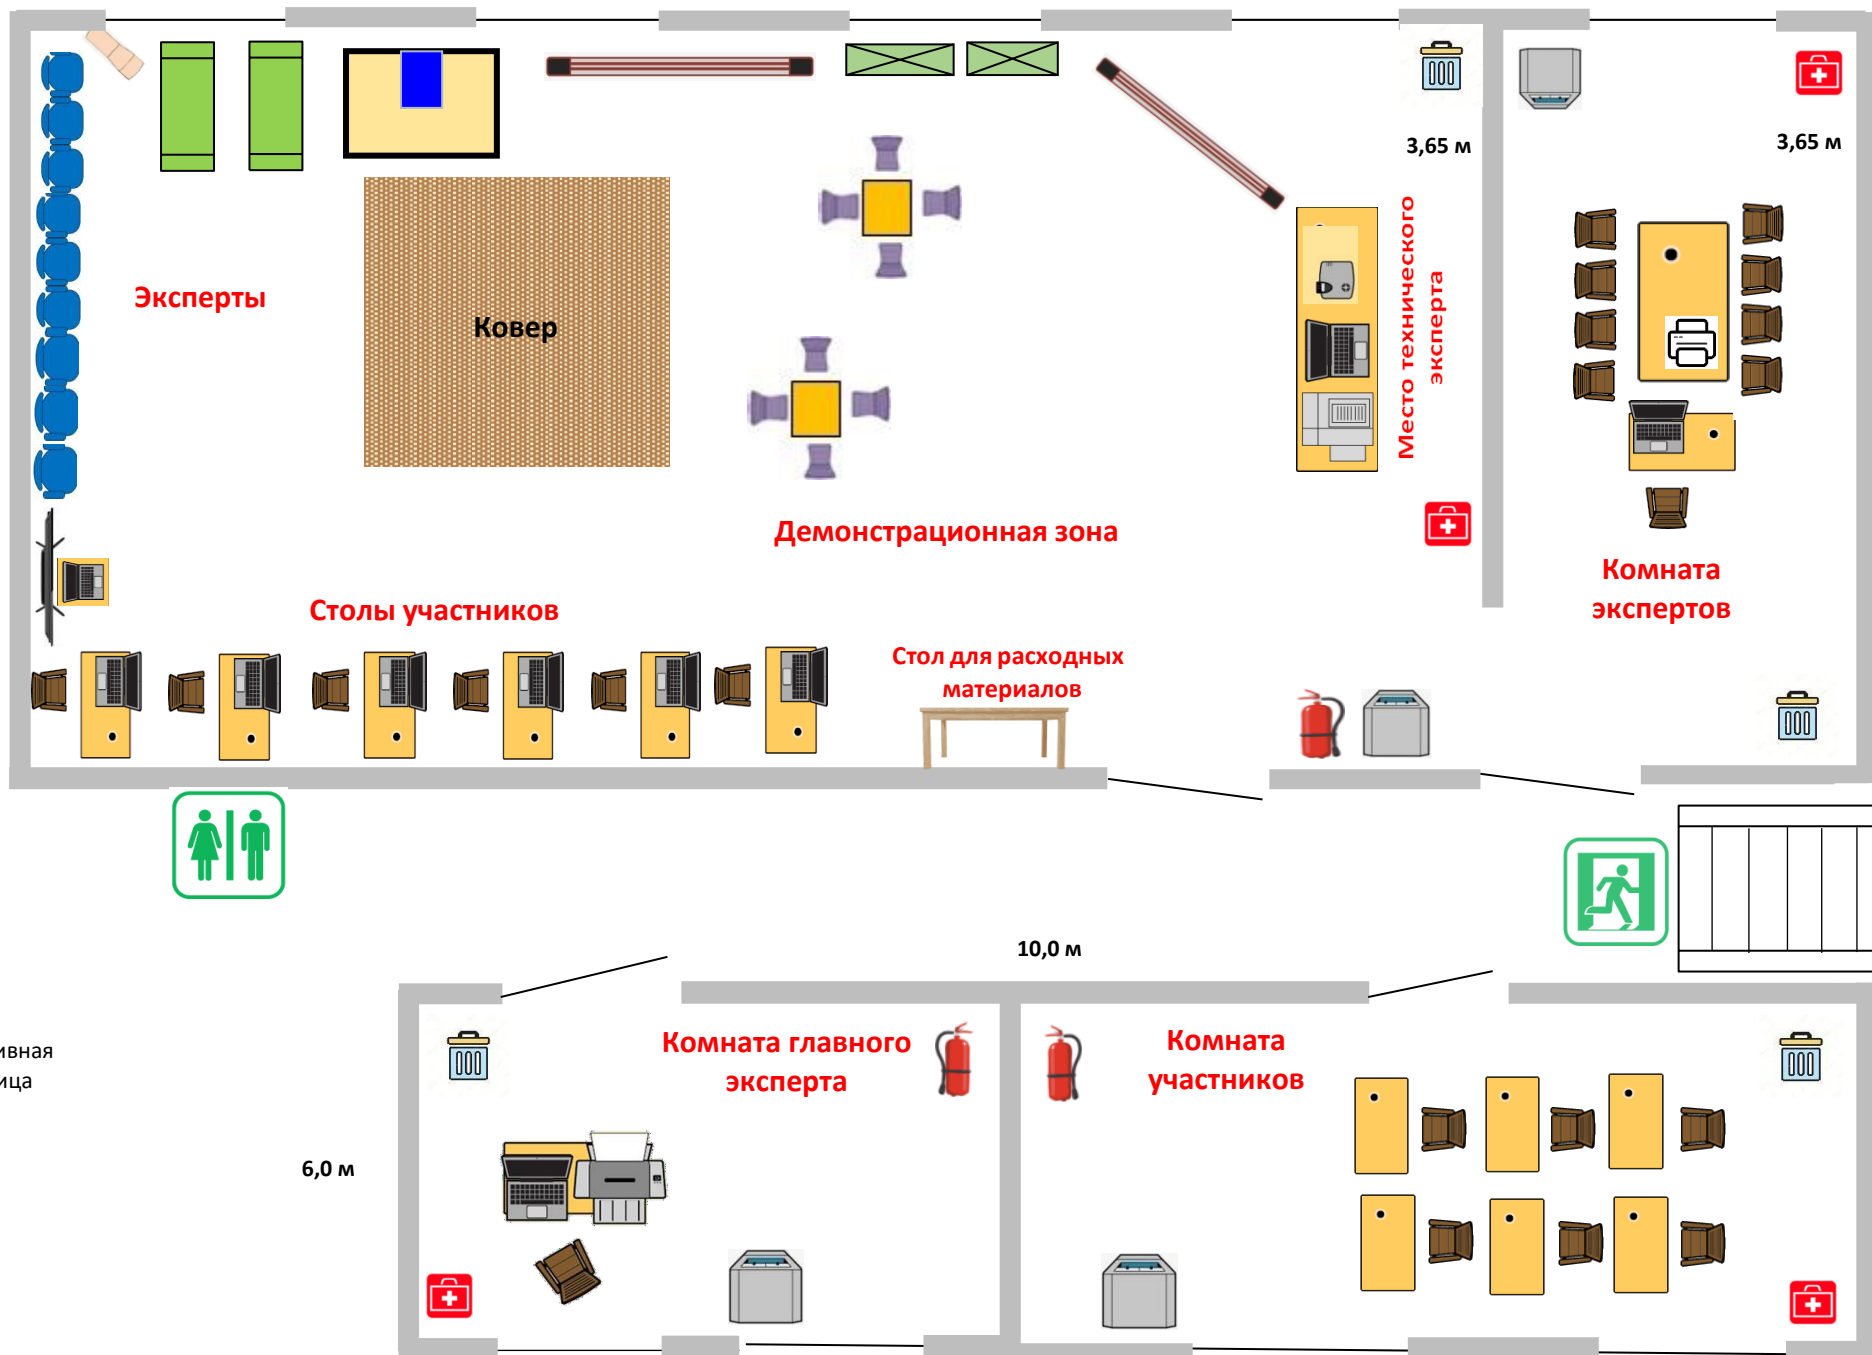 3,65 м
3,65 м
Место технического
эксперта
Эксперты
Ковер
Демонстрационная зона
Комната
экспертов
Столы участников
Стол для расходных
материалов
10,0 м
Комната главного
эксперта
Комната
участников
ивная
ица
6,0 м